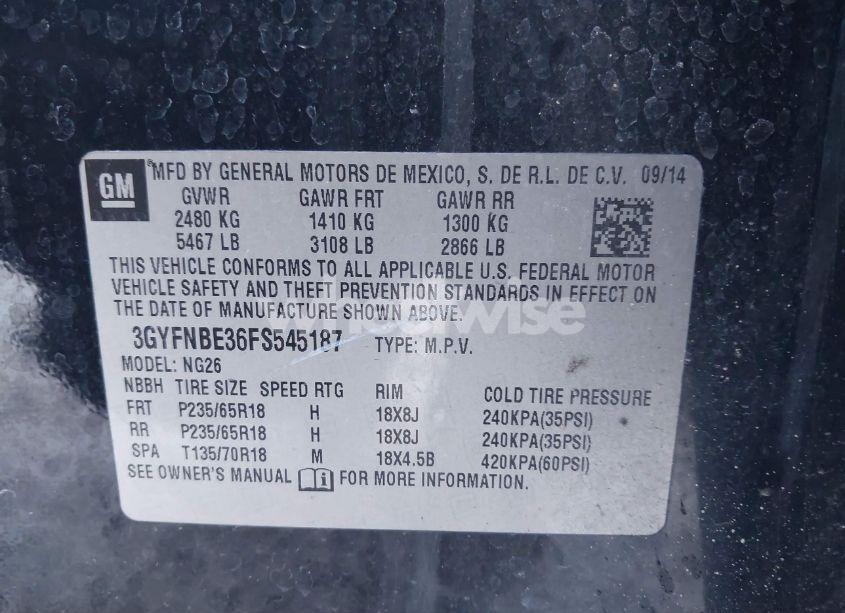 GM
MFD BY GENERAL MOTORS DE MEXICO, S. DE R.L. DE C.V. 09/14
GVWR GAWR FRT GAWR RR
2480 KG 1410 KG 1300 KG
5467 LB 3108 LB 2866 LB
THIS VEHICLE CONFORMS TO ALL APPLICABLE U.S. FEDERAL MOTOR
VEHICLE SAFETY AND THEFT PREVENTION STANDARDS IN EFFECT ON
THE DATE OF MANUFACTURE SHOWN ABOVE.
3GYFNBE36FS545187 TYPE: M.P.V.
MODEL: NG26
NBBH TIRE SIZE SPEED RTG RIM COLD TIRE PRESSURE
FRT P235/65R18 H 18X8J 240KPA(35PSI)
RR P235/65R18 H 18X8J 240KPA(35PSI)
SPA T135/70R18 M 18X4.5B 420KPA(60PSI)
SEE OWNER'S MANUAL FOR MORE INFORMATION.